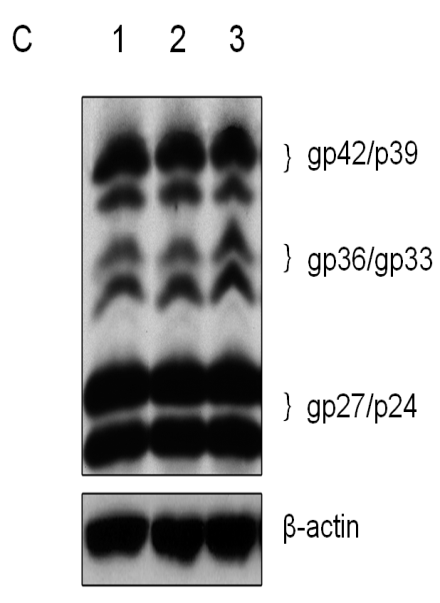 C 1 2 3
} gp42/p39
} gp36/gp33
} gp27/p24
β-actin